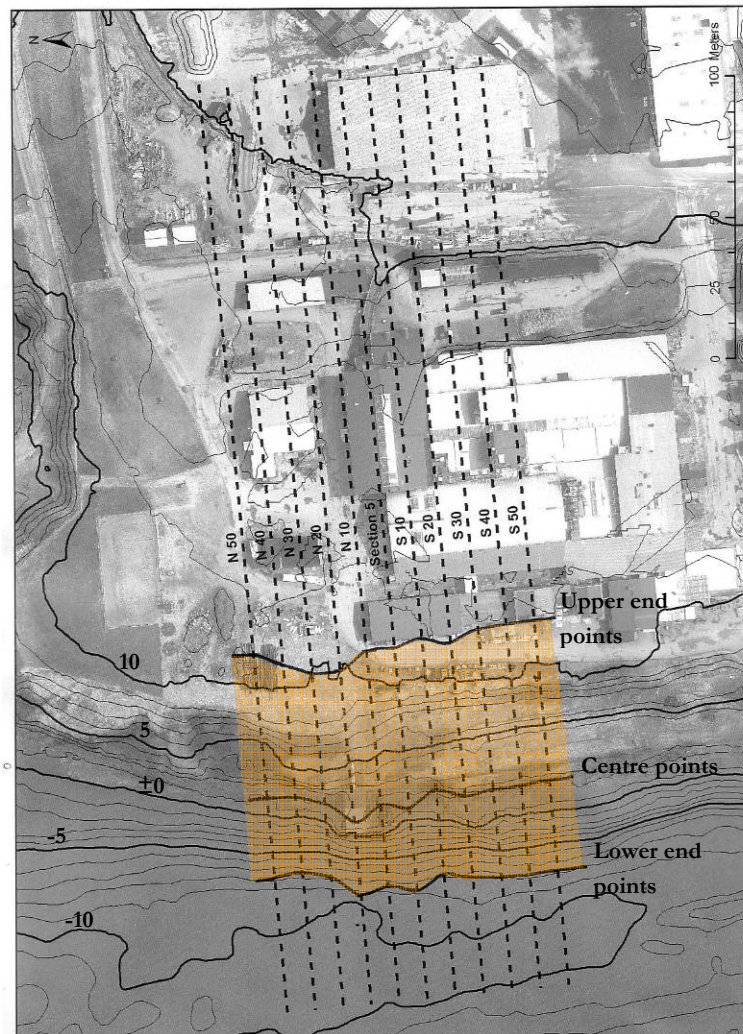 N
100 Meters
50
25
0
N 50
N 40
N 30
N 20
N 10
Section 5
S 10
S 20
S 30
S 40
S 50
Upper end
points
10
5
Centre points
±0
-5
Lower end
points
-10